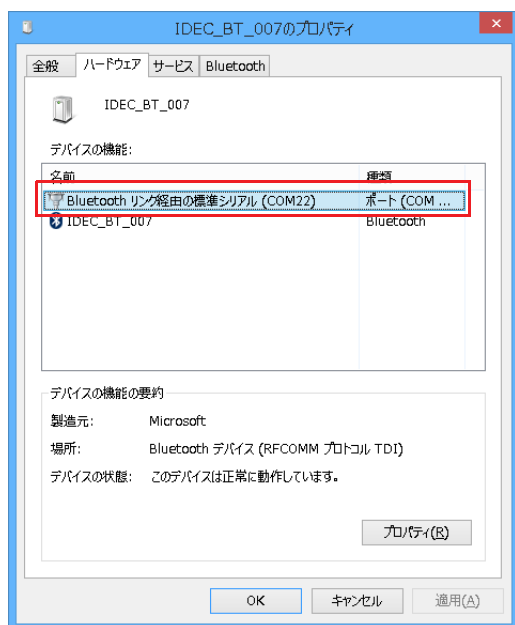 IDEC_BT_007のプロパティ
×
全般 ハードウェア サービス Bluetooth
IDEC_BT_007
デバイスの機能:
名前 種類
Bluetooth リンク経由の標準シリアル (COM22) ポート (COM ...
IDEC_BT_007 Bluetooth
デバイスの機能の要約
製造元: Microsoft
場所: Bluetooth デバイス (RFCOMM プロトコル TDI)
デバイスの状態: このデバイスは正常に動作しています。
プロパティ(R)
OK キャンセル 適用(A)